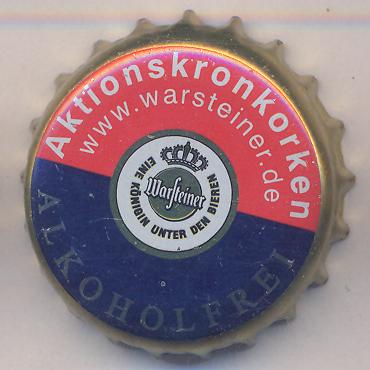 Aktionskronkorken
www.warsteiner.de
EINE KÖNIGIN UNTER DEN BIEREN
Warsteiner
ALKOHOLFREI